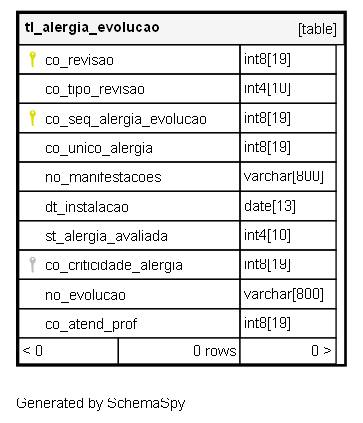 tl_alergia_evolucao [table]
co_revisao int8[19]
co_tipo_revisao int4[10]
co_seq_alergia_evolucao int8[19]
co_unico_alergia int8[19]
no_manifestacoes varchar[800]
dt_instalacao date[13]
st_alergia_avaliada int4[10]
co_criticidade_alergia int8[19]
no_evolucao varchar[800]
co_atend_prof int8[19]
< 0 0 rows 0 >
Generated by SchemaSpy